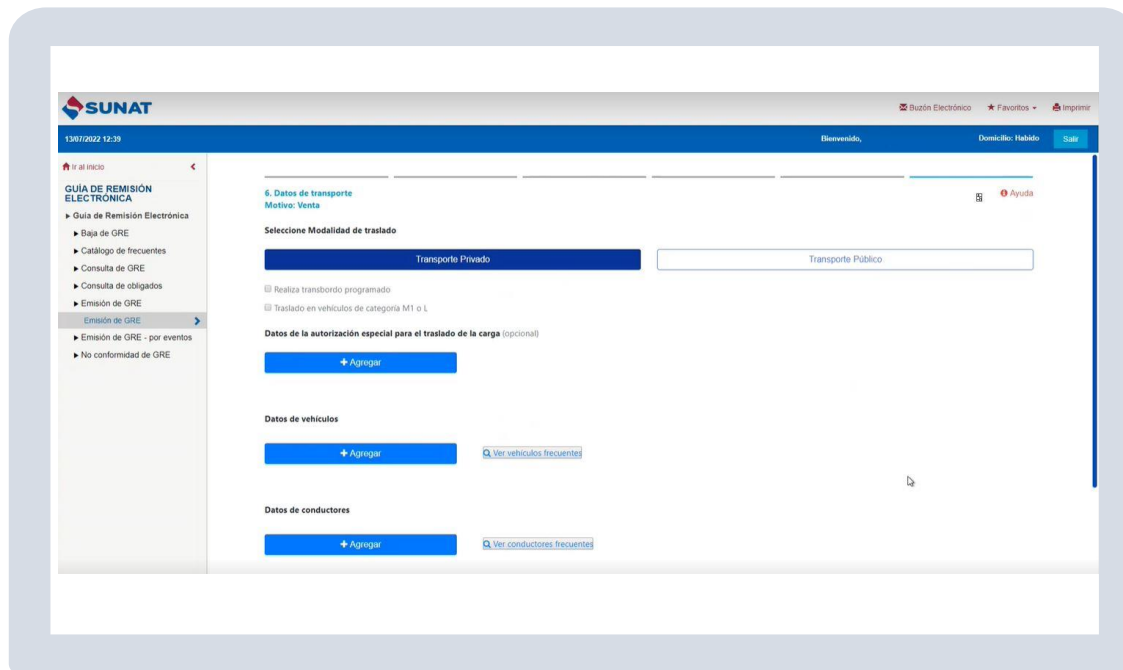 SUNAT
Buzón Electrónico Favoritos Imprimir
13/07/2022 12:39 Bienvenido, Domicilio: Habido Salir
Ir al inicio
GUÍA DE REMISIÓN
ELECTRÓNICA
Guía de Remisión Electrónica
Baja de GRE
Catálogo de frecuentes
Consulta de GRE
Consulta de obligados
Emisión de GRE
Emisión de GRE
Emisión de GRE - por eventos
No conformidad de GRE
6. Datos de transporte
Motivo: Venta
Ayuda
Seleccione Modalidad de traslado
Transporte Privado Transporte Público
Realiza transbordo programado
Traslado en vehículos de categoría M1 o L
Datos de la autorización especial para el traslado de la carga (opcional)
+ Agregar
Datos de vehículos
+ Agregar Ver vehículos frecuentes
Datos de conductores
+ Agregar Ver conductores frecuentes